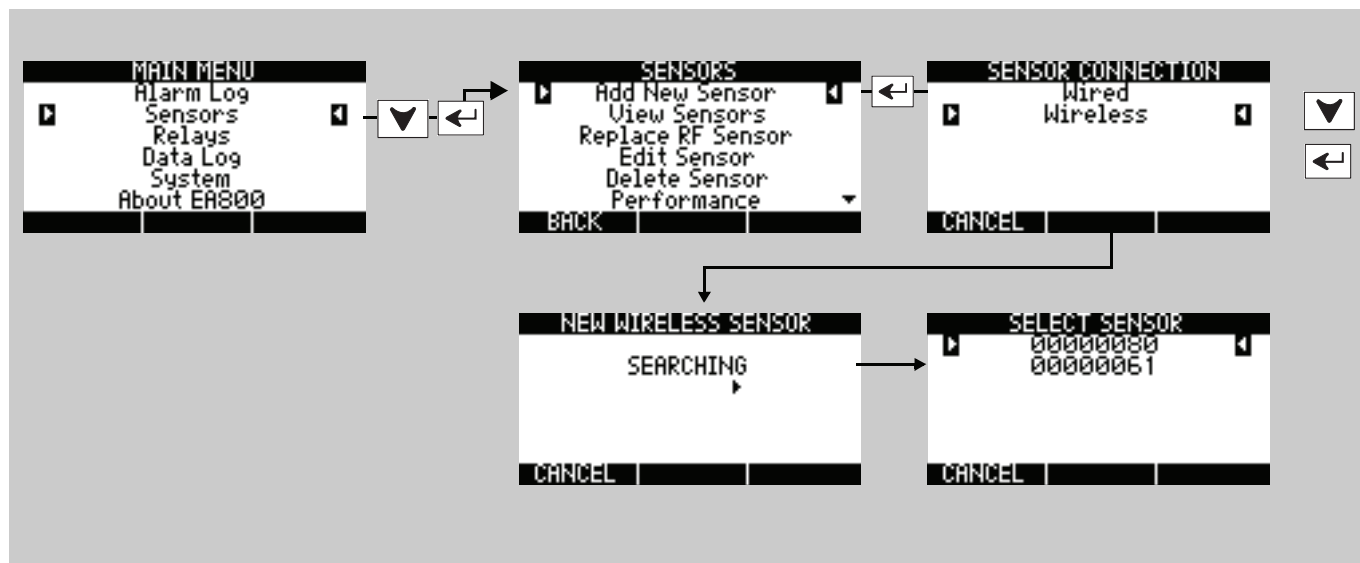 MAIN MENU
Alarm Log
Sensors
Relays
Data Log
System
About EA800
SENSORS
Add New Sensor
View Sensors
Replace RF Sensor
Edit Sensor
Delete Sensor
Performance
BACK
SENSOR CONNECTION
Wired
Wireless
CANCEL
NEW WIRELESS SENSOR
SEARCHING
CANCEL
SELECT SENSOR
00000080
00000061
CANCEL